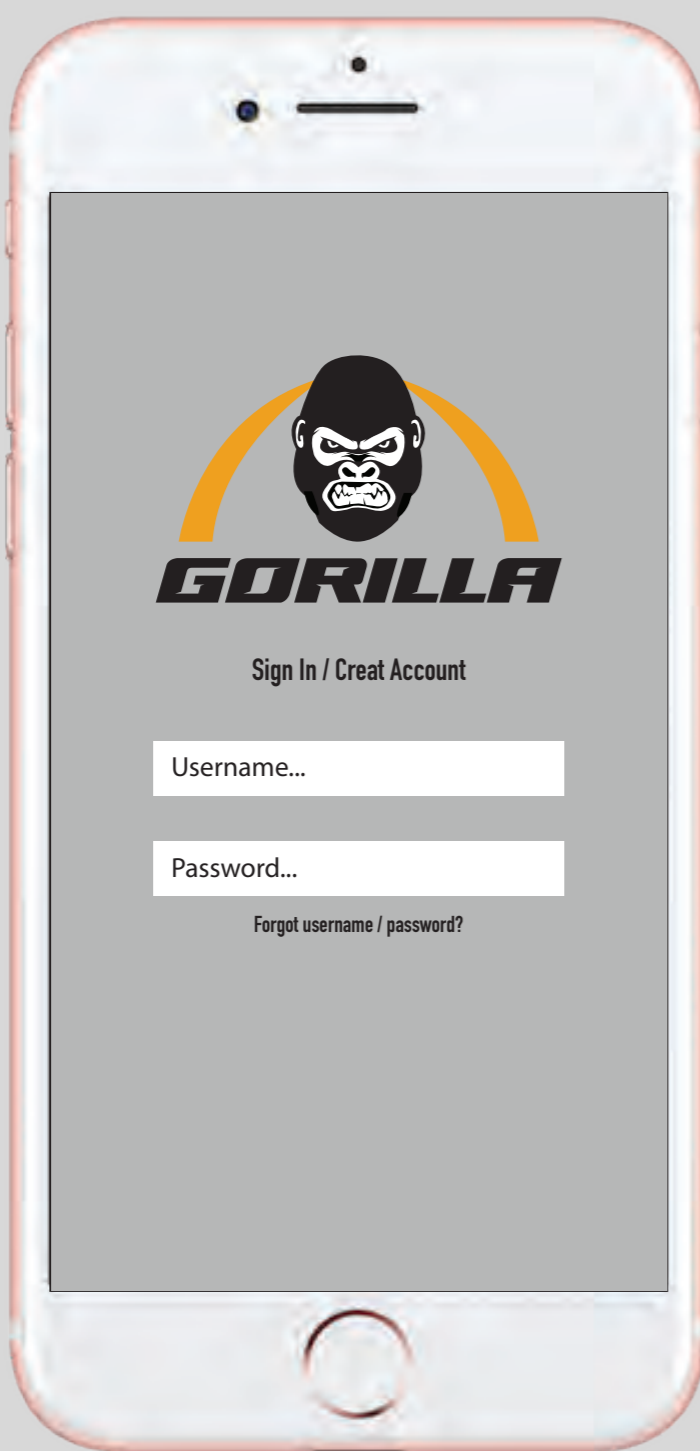 GORILLA
Sign In / Creat Account
Username...
Password...
Forgot username / password?